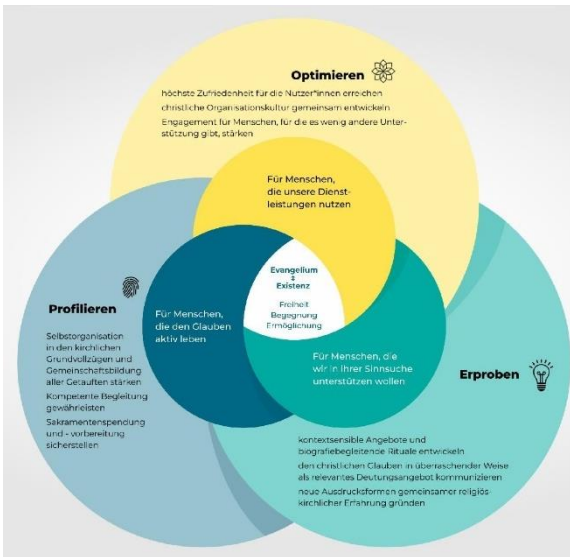 Optimieren
höchste Zufriedenheit für die Nutzer*innen erreichen
christliche Organisationskultur gemeinsam entwickeln
Engagement für Menschen, für die es wenig andere Unter-
stützung gibt, stärken
Für Menschen,
die unsere Dienst-
leistungen nutzen
Evangelium
↕
Existenz
Freiheit
Begegnung
Ermöglichung
Profilieren
Selbstorganisation
in den kirchlichen
Grundvollzügen und
Gemeinschaftsbildung
aller Getauften stärken
Kompetente Begleitung
gewährleisten
Sakramentenspendung
und - vorbereitung
sicherstellen
Für Menschen,
die den Glauben
aktiv leben
Für Menschen, die
wir in ihrer Sinnsuche
unterstützen wollen
Erproben
kontextsensible Angebote und
biografiebegleitende Rituale entwickeln
den christlichen Glauben in überraschender Weise
als relevantes Deutungsangebot kommunizieren
neue Ausdrucksformen gemeinsamer religiös-
kirchlicher Erfahrung gründen